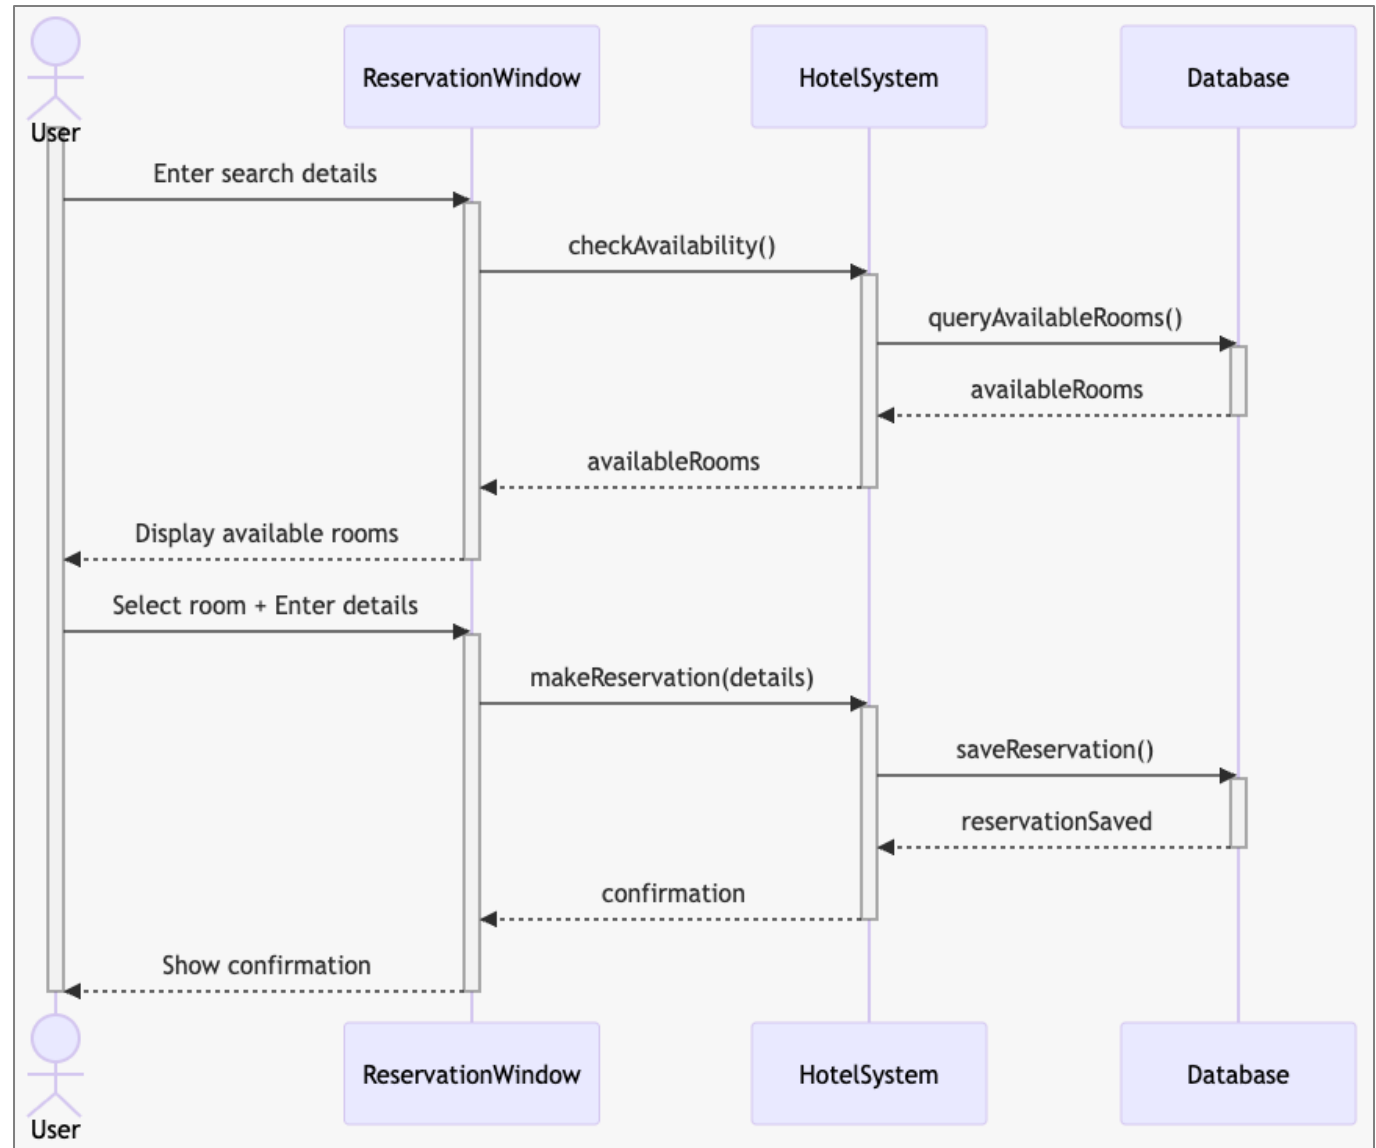 User
ReservationWindow
HotelSystem
Database
Enter search details
checkAvailability()
queryAvailableRooms()
availableRooms
availableRooms
Display available rooms
Select room + Enter details
makeReservation(details)
saveReservation()
reservationSaved
confirmation
Show confirmation
User
ReservationWindow
HotelSystem
Database